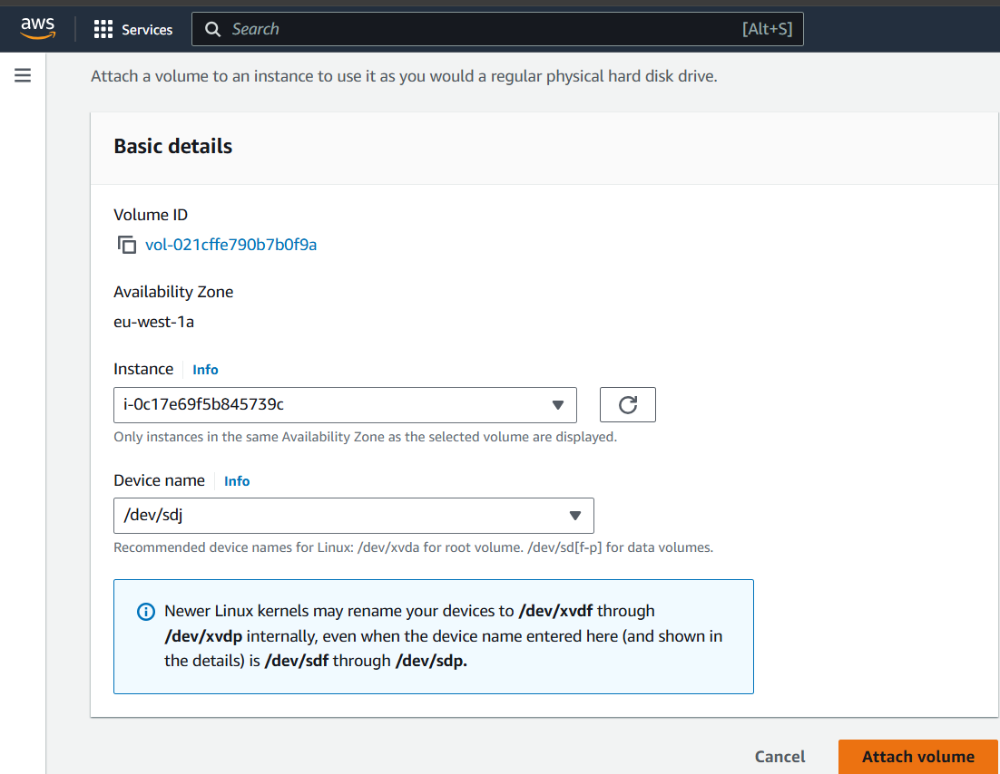 aws
Services
Search
[Alt+S]
Attach a volume to an instance to use it as you would a regular physical hard disk drive.
Basic details
Volume ID
vol-021cffe790b7b0f9a
Availability Zone
eu-west-1a
Instance Info
i-0c17e69f5b845739c
Only instances in the same Availability Zone as the selected volume are displayed.
Device name Info
/dev/sdj
Recommended device names for Linux: /dev/xvda for root volume. /dev/sd[f-p] for data volumes.
Newer Linux kernels may rename your devices to /dev/xvdf through
/dev/xvdp internally, even when the device name entered here (and shown in
the details) is /dev/sdf through /dev/sdp.
Cancel
Attach volume